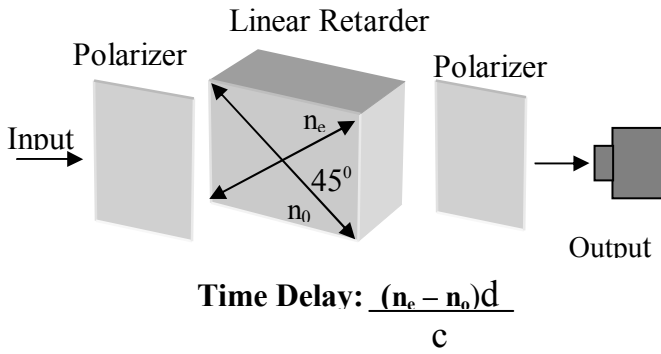 Linear Retarder
Polarizer
Polarizer
Input
nₑ
45⁰
n₀
Output
Time Delay: (nₑ – nₒ)d
c